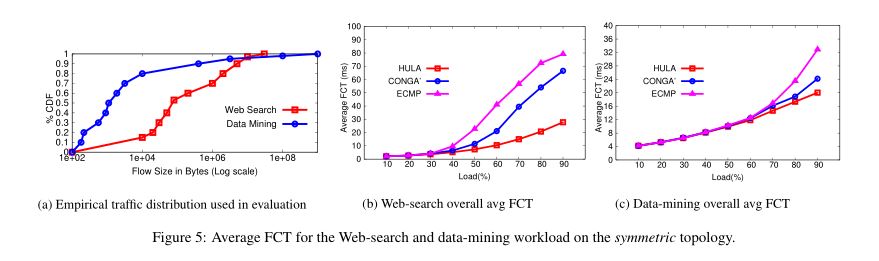 % CDF
1
0.9
0.8
0.7
0.6
0.5
0.4
0.3
0.2
0.1
0
1e+02 1e+04 1e+06 1e+08
Flow Size in Bytes (Log scale)
Web Search
Data Mining
(a) Empirical traffic distribution used in evaluation
Average FCT (ms)
100
90
80
70
60
50
40
30
20
10
0
10 20 30 40 50 60 70 80 90
Load(%)
HULA
CONGA'
ECMP
(b) Web-search overall avg FCT
Average FCT (ms)
40
36
32
28
24
20
16
12
8
4
0
10 20 30 40 50 60 70 80 90
Load(%)
HULA
CONGA'
ECMP
(c) Data-mining overall avg FCT
Figure 5: Average FCT for the Web-search and data-mining workload on the symmetric topology.